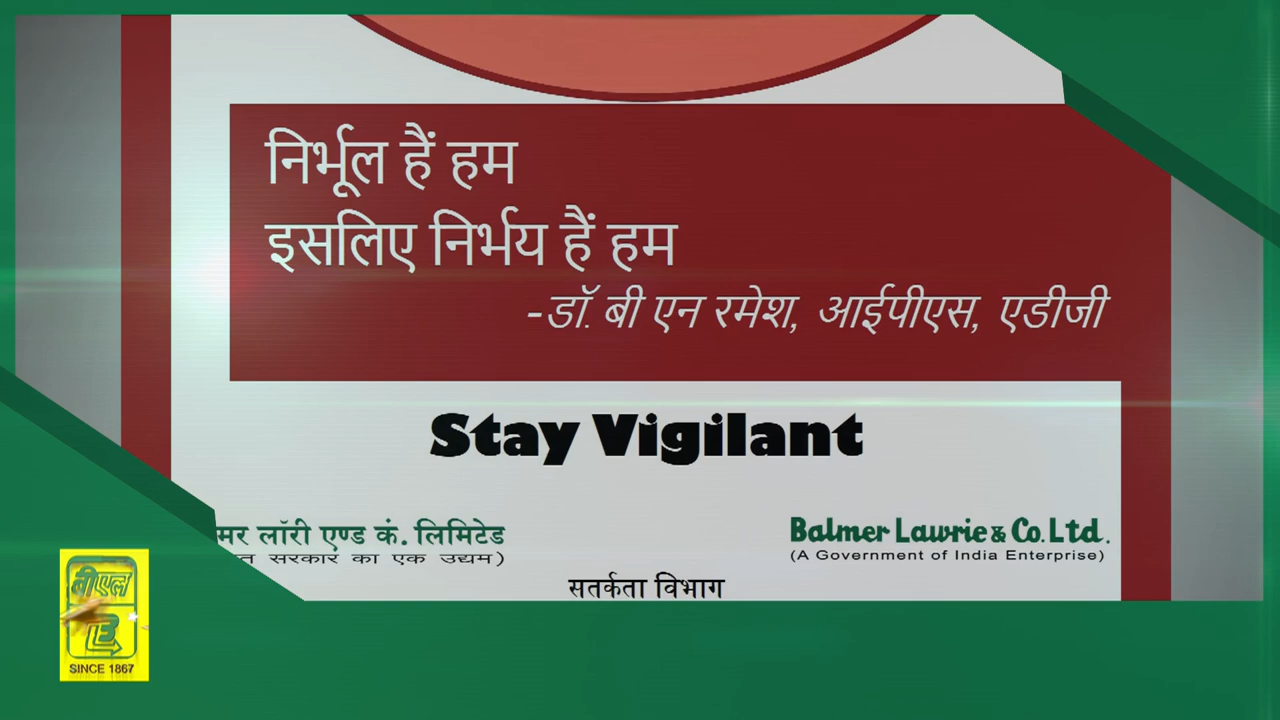 निर्भूल हैं हम
इसलिए निर्भय हैं हम
-डॉ. बी एन रमेश, आईपीएस, एडीजी
Stay Vigilant
मर लॉरी एण्ड कं. लिमिटेड
त सरकार का एक उद्यम)
Balmer Lawrie & Co. Ltd.
(A Government of India Enterprise)
सतर्कता विभाग
बीएल
SINCE 1867